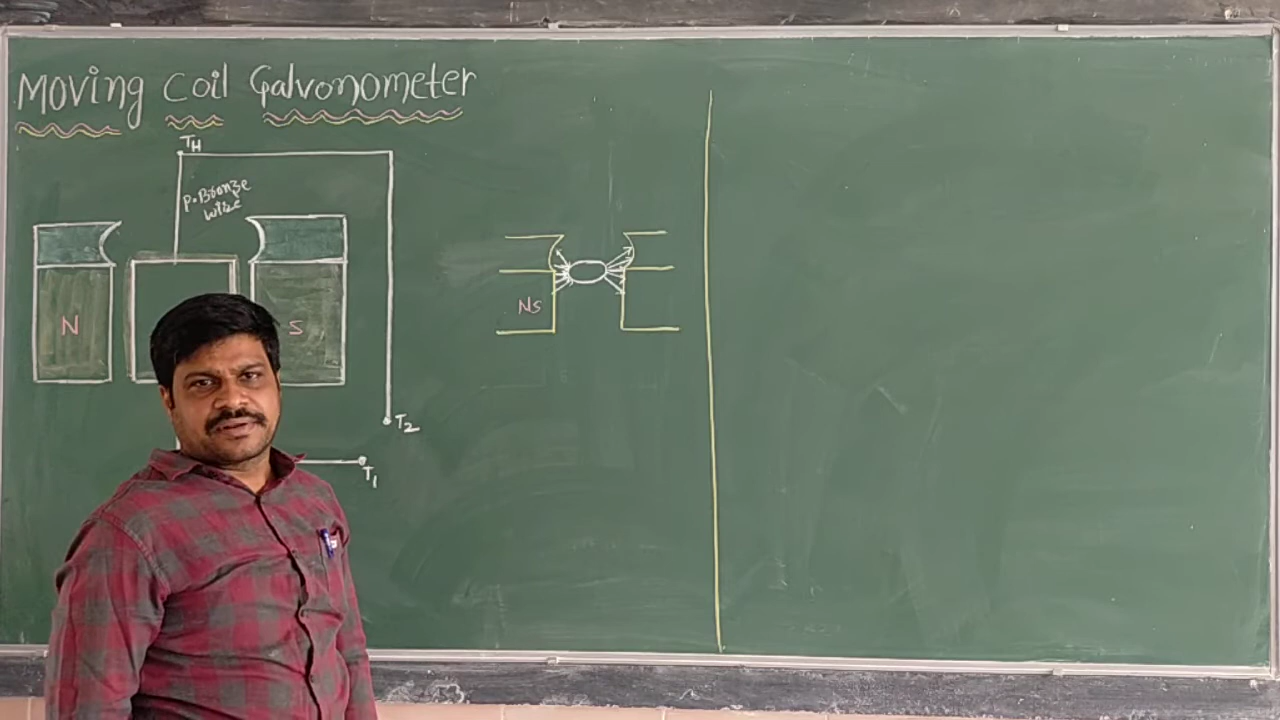 Moving Coil Galvonometer
TH
P.Bronze
wire
N
S
NS
T2
T1